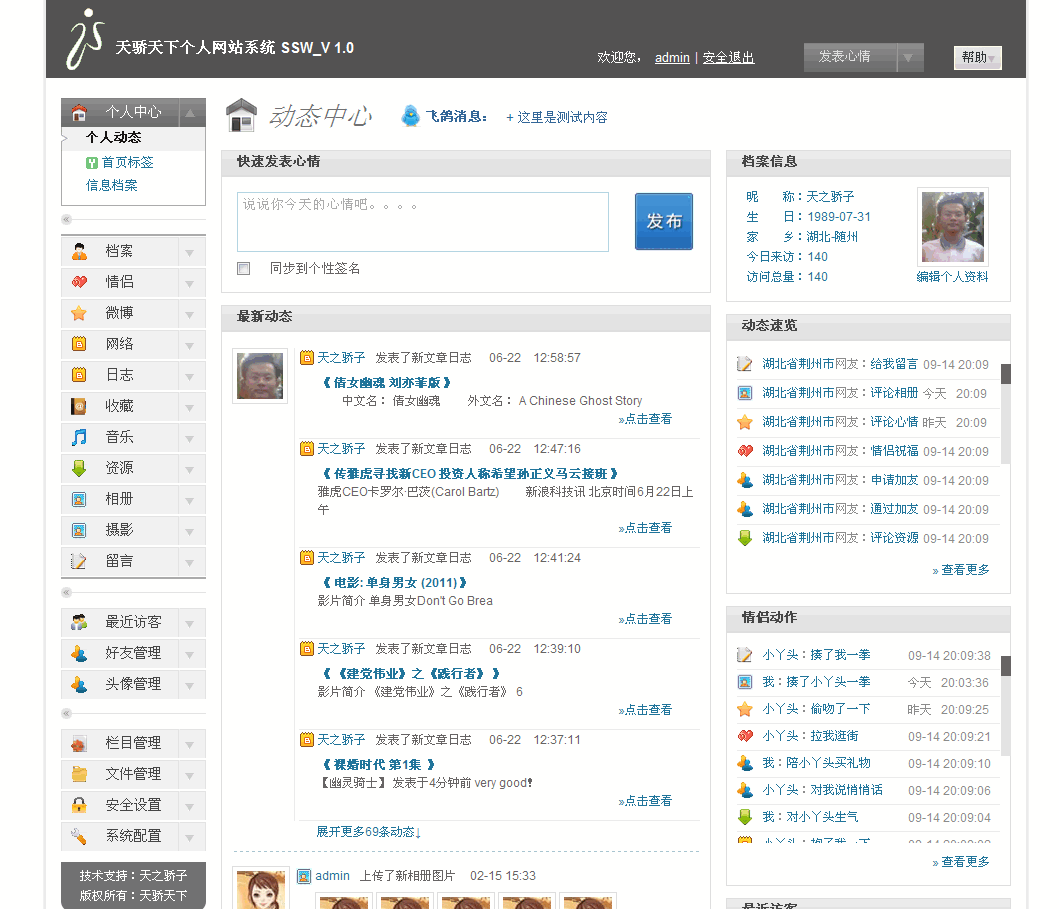 天骄天下个人网站系统 SSW_V 1.0
欢迎您， admin | 安全退出
发表心情
帮助
个人中心
个人动态
首页标签
信息档案
档案
情侣
微博
网络
日志
收藏
音乐
资源
相册
摄影
留言
最近访客
好友管理
头像管理
栏目管理
文件管理
安全设置
系统配置
技术支持：天之骄子
版权所有：天骄天下
动态中心
飞鸽消息： + 这里是测试内容
快速发表心情
说说你今天的心情吧。。。。
发布
同步到个性签名
最新动态
天之骄子 发表了新文章日志 06-22 12:58:57
《 倩女幽魂 刘亦菲版 》
中文名： 倩女幽魂 外文名： A Chinese Ghost Story
»点击查看
天之骄子 发表了新文章日志 06-22 12:47:16
《 传雅虎寻找新CEO 投资人称希望孙正义马云接班 》
雅虎CEO卡罗尔·巴茨(Carol Bartz) 新浪科技讯 北京时间6月22日上
午
»点击查看
天之骄子 发表了新文章日志 06-22 12:41:24
《 电影: 单身男女 (2011) 》
影片简介 单身男女Don't Go Brea
»点击查看
天之骄子 发表了新文章日志 06-22 12:39:10
《 《建党伟业》之《践行者》 》
影片简介 《建党伟业》之《践行者》 6
»点击查看
天之骄子 发表了新文章日志 06-22 12:37:11
《 裸婚时代 第1集 》
【幽灵骑士】 发表于4分钟前 very good!
»点击查看
展开更多69条动态↓
admin 上传了新相册图片 02-15 15:33
档案信息
昵 称：天之骄子
生 日：1989-07-31
家 乡：湖北-随州
今日来访：140
访问总量：140
编辑个人资料
动态速览
湖北省荆州市网友：给我留言 09-14 20:09
湖北省荆州市网友：评论相册 今天 20:09
湖北省荆州市网友：评论心情 昨天 20:09
湖北省荆州市网友：情侣祝福 09-14 20:09
湖北省荆州市网友：申请加友 09-14 20:09
湖北省荆州市网友：通过加友 09-14 20:09
湖北省荆州市网友：评论资源 09-14 20:09
» 查看更多
情侣动作
小丫头：揍了我一拳 09-14 20:09:38
我：揍了小丫头一拳 今天 20:03:36
小丫头：偷吻了一下 昨天 20:09:25
小丫头：拉我逛街 09-14 20:09:21
我：陪小丫头买礼物 09-14 20:09:10
小丫头：对我说悄悄话 09-14 20:09:06
我：对小丫头生气 09-14 20:09:04
» 查看更多
最近访客